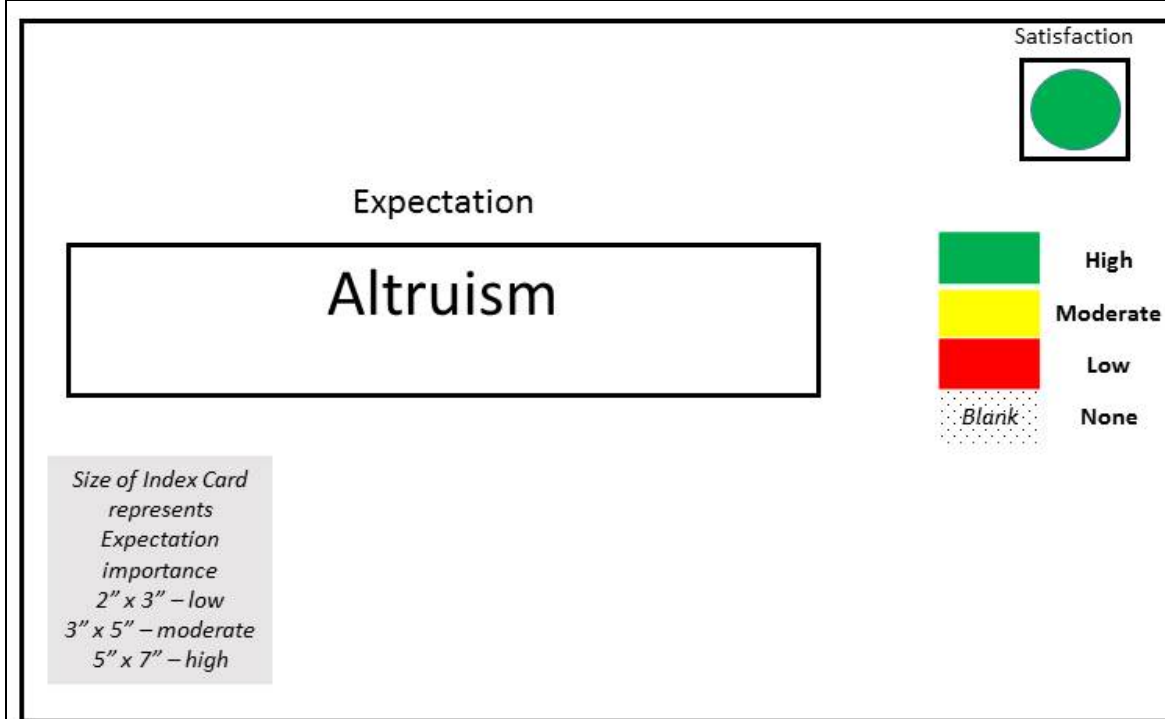 Satisfaction
Expectation
Altruism
High
Moderate
Low
Blank None
Size of Index Card
represents
Expectation
importance
2” x 3” – low
3” x 5” – moderate
5” x 7” – high